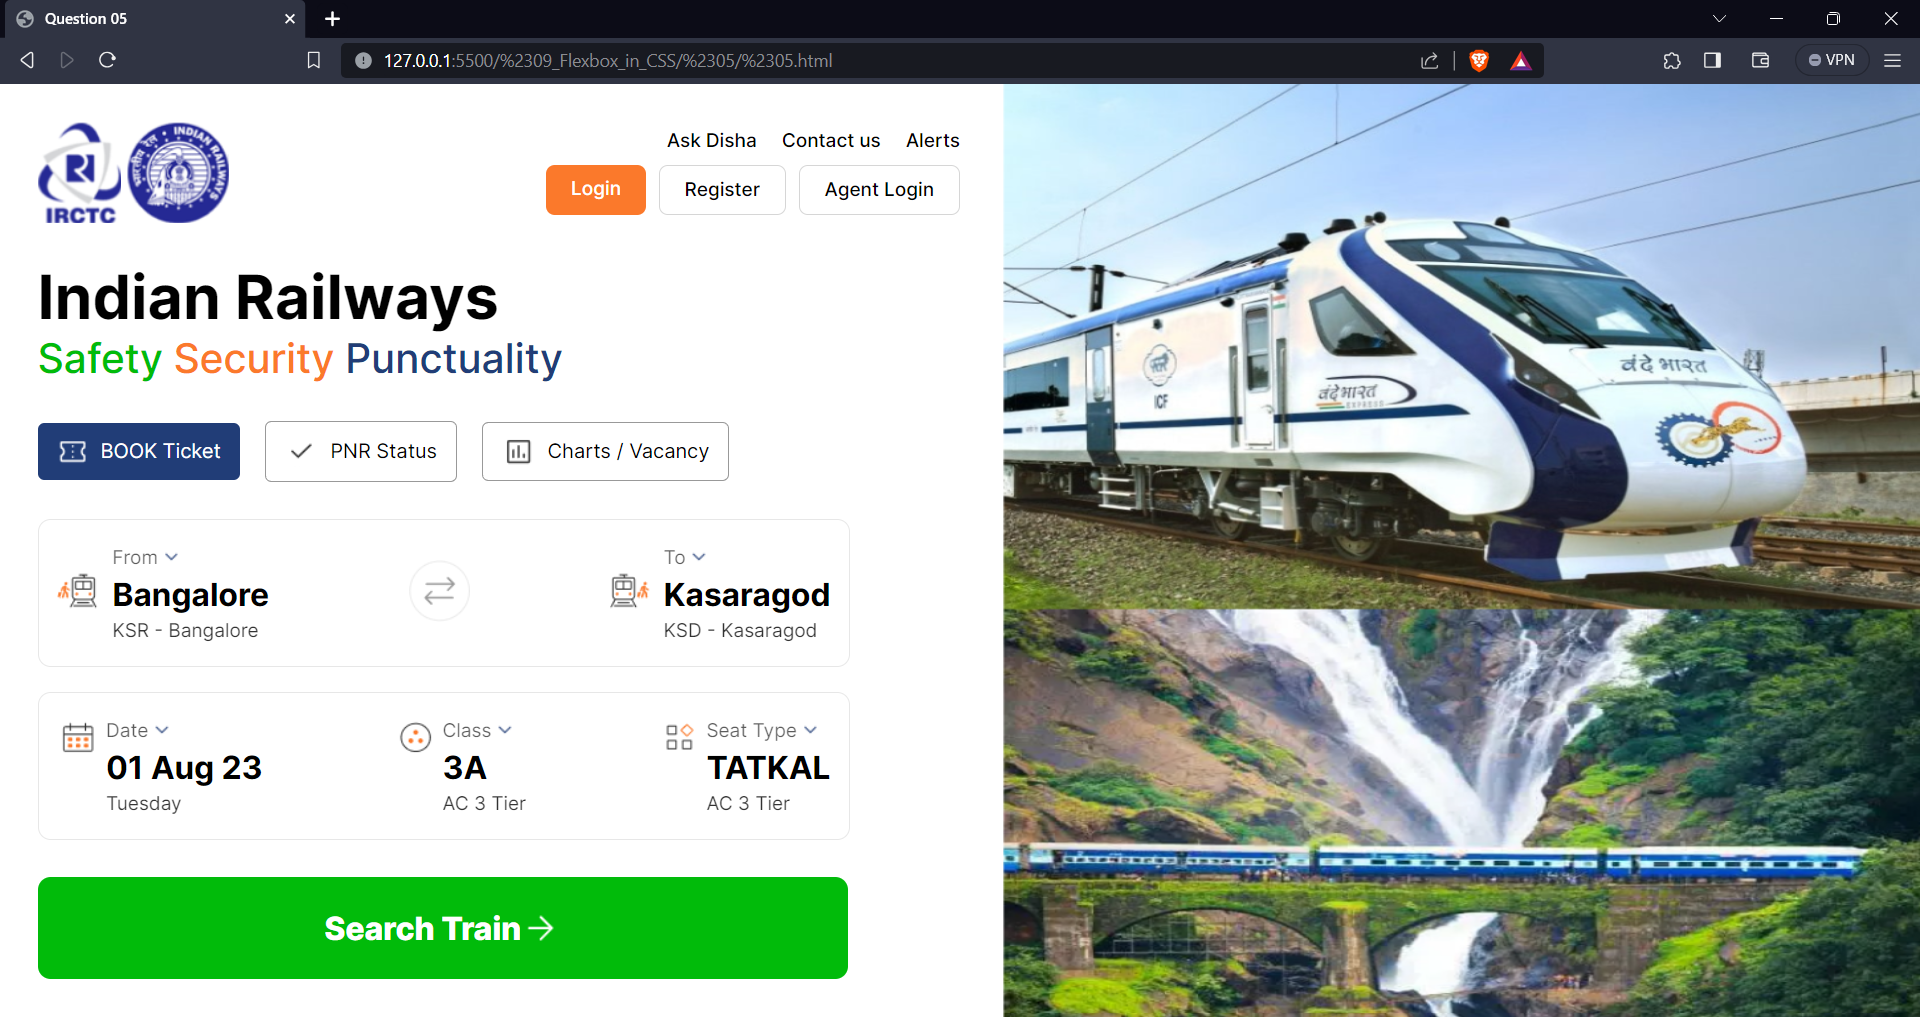 Question 05
127.0.0.1:5500/%2309_Flexbox_in_CSS/%2305/%2305.html
VPN
IRCTC
भारतीय रेल • INDIAN RAILWAYS
Ask Disha Contact us Alerts
Login Register Agent Login
Indian Railways
Safety Security Punctuality
BOOK Ticket PNR Status Charts / Vacancy
From
Bangalore
KSR - Bangalore
To
Kasaragod
KSD - Kasaragod
Date
01 Aug 23
Tuesday
Class
3A
AC 3 Tier
Seat Type
TATKAL
AC 3 Tier
Search Train
वंदे भारत
ICF
वंदे भारत
EXPRESS